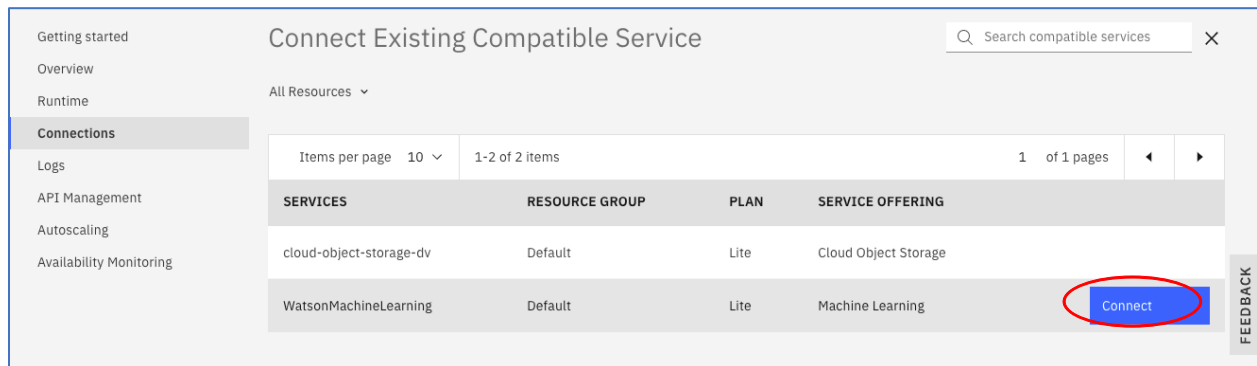 Getting started
Overview
Runtime
Connections
Logs
API Management
Autoscaling
Availability Monitoring
Connect Existing Compatible Service
Search compatible services
All Resources
Items per page 10 1-2 of 2 items 1 of 1 pages
SERVICES RESOURCE GROUP PLAN SERVICE OFFERING
cloud-object-storage-dv Default Lite Cloud Object Storage
WatsonMachineLearning Default Lite Machine Learning Connect
FEEDBACK